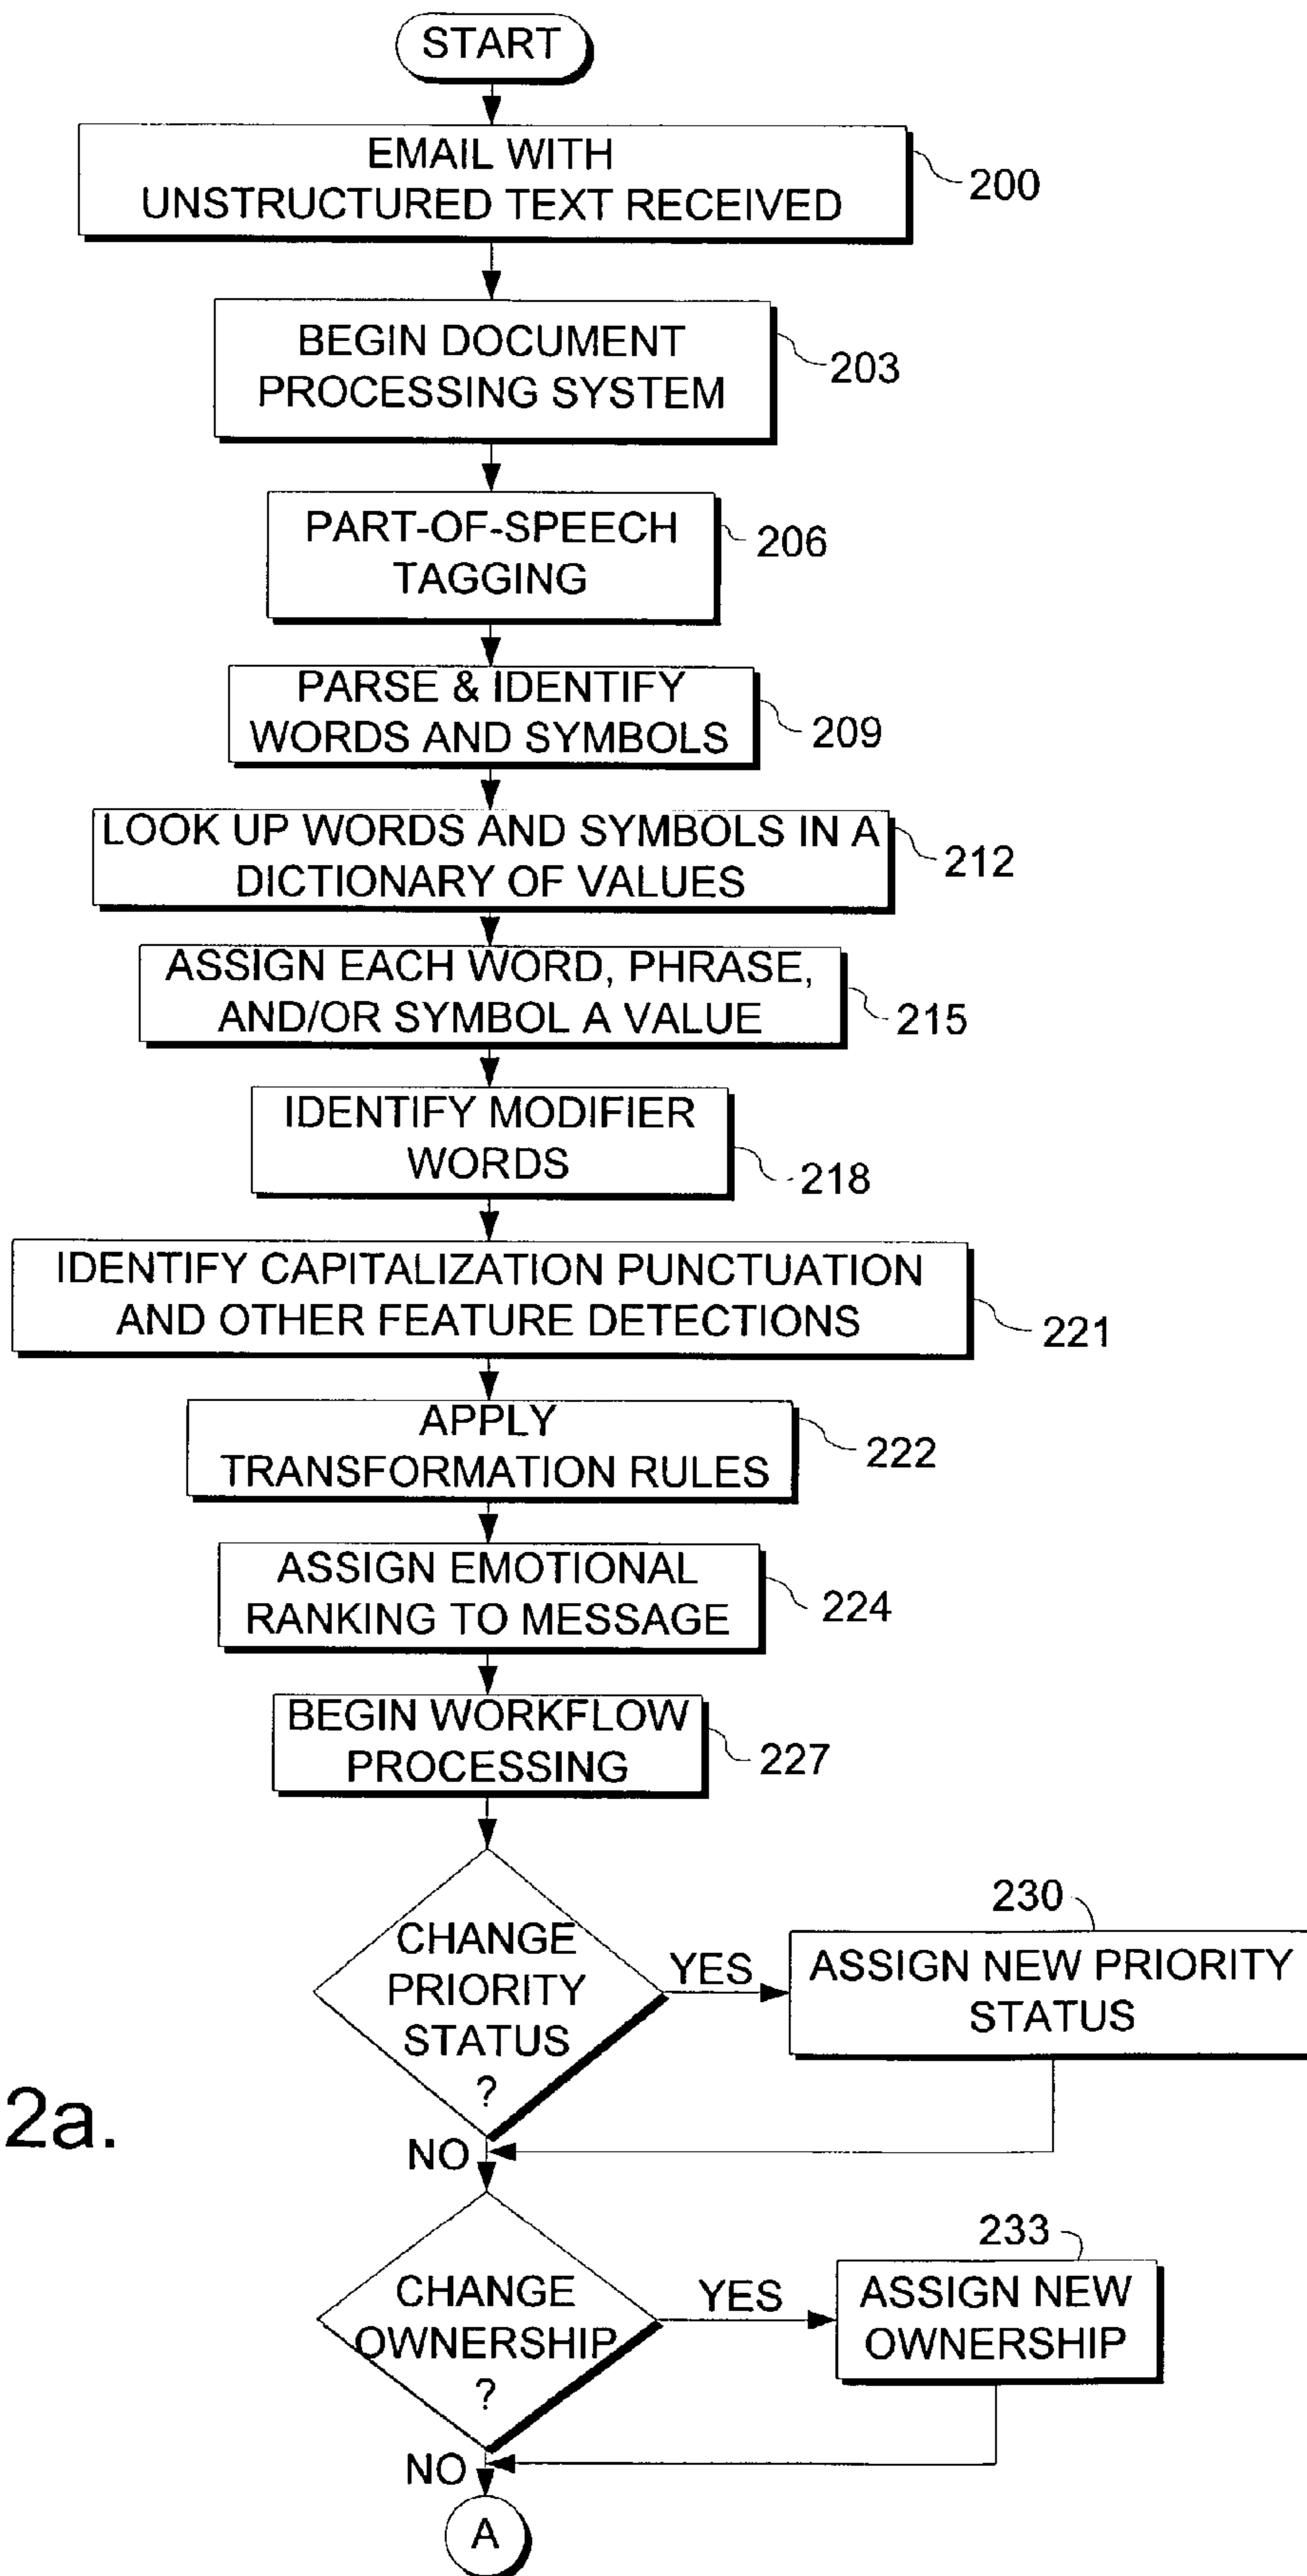 START
EMAIL WITH
UNSTRUCTURED TEXT RECEIVED
200
BEGIN DOCUMENT
PROCESSING SYSTEM
203
PART-OF-SPEECH
TAGGING
206
PARSE & IDENTIFY
WORDS AND SYMBOLS
209
LOOK UP WORDS AND SYMBOLS IN A
DICTIONARY OF VALUES
212
ASSIGN EACH WORD, PHRASE,
AND/OR SYMBOL A VALUE
215
IDENTIFY MODIFIER
WORDS
218
IDENTIFY CAPITALIZATION PUNCTUATION
AND OTHER FEATURE DETECTIONS
221
APPLY
TRANSFORMATION RULES
222
ASSIGN EMOTIONAL
RANKING TO MESSAGE
224
BEGIN WORKFLOW
PROCESSING
227
CHANGE
PRIORITY
STATUS
?
YES
230
ASSIGN NEW PRIORITY
STATUS
NO
2a.
CHANGE
OWNERSHIP
?
YES
233
ASSIGN NEW
OWNERSHIP
NO
A